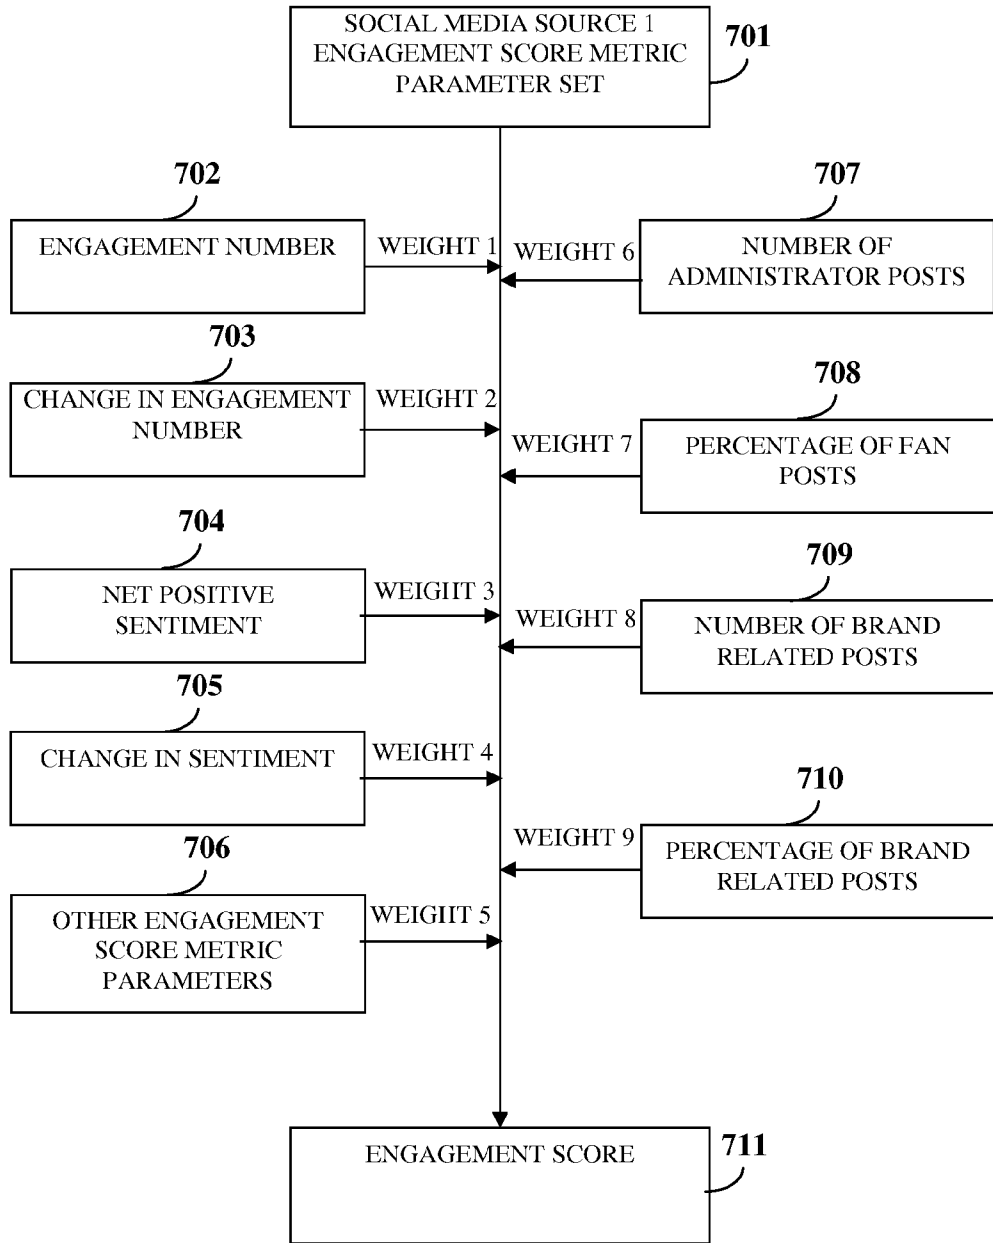 SOCIAL MEDIA SOURCE 1
ENGAGEMENT SCORE METRIC
PARAMETER SET
701
702
ENGAGEMENT NUMBER
WEIGHT 1
707
NUMBER OF
ADMINISTRATOR POSTS
WEIGHT 6
703
CHANGE IN ENGAGEMENT
NUMBER
WEIGHT 2
708
PERCENTAGE OF FAN
POSTS
WEIGHT 7
704
NET POSITIVE
SENTIMENT
WEIGHT 3
709
NUMBER OF BRAND
RELATED POSTS
WEIGHT 8
705
CHANGE IN SENTIMENT
WEIGHT 4
710
PERCENTAGE OF BRAND
RELATED POSTS
WEIGHT 9
706
OTHER ENGAGEMENT
SCORE METRIC
PARAMETERS
WEIGHT 5
ENGAGEMENT SCORE
711